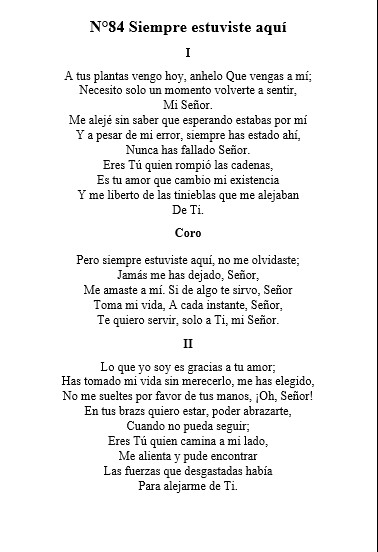 N°84 Siempre estuviste aquí
I
A tus plantas vengo hoy, anhelo Que vengas a mí;
Necesito solo un momento volverte a sentir,
Mi Señor.
Me alejé sin saber que esperando estabas por mí
Y a pesar de mi error, siempre has estado ahí,
Nunca has fallado Señor.
Eres Tú quien rompió las cadenas,
Es tu amor que cambio mi existencia
Y me liberto de las tinieblas que me alejaban
De Ti.
Coro
Pero siempre estuviste aquí, no me olvidaste;
Jamás me has dejado, Señor,
Me amaste a mí. Si de algo te sirvo, Señor
Toma mi vida, A cada instante, Señor,
Te quiero servir, solo a Ti, mi Señor.
II
Lo que yo soy es gracias a tu amor;
Has tomado mi vida sin merecerlo, me has elegido,
No me sueltes por favor de tus manos, ¡Oh, Señor!
En tus brazs quiero estar, poder abrazarte,
Cuando no pueda seguir;
Eres Tú quien camina a mi lado,
Me alienta y pude encontrar
Las fuerzas que desgastadas había
Para alejarme de Ti.